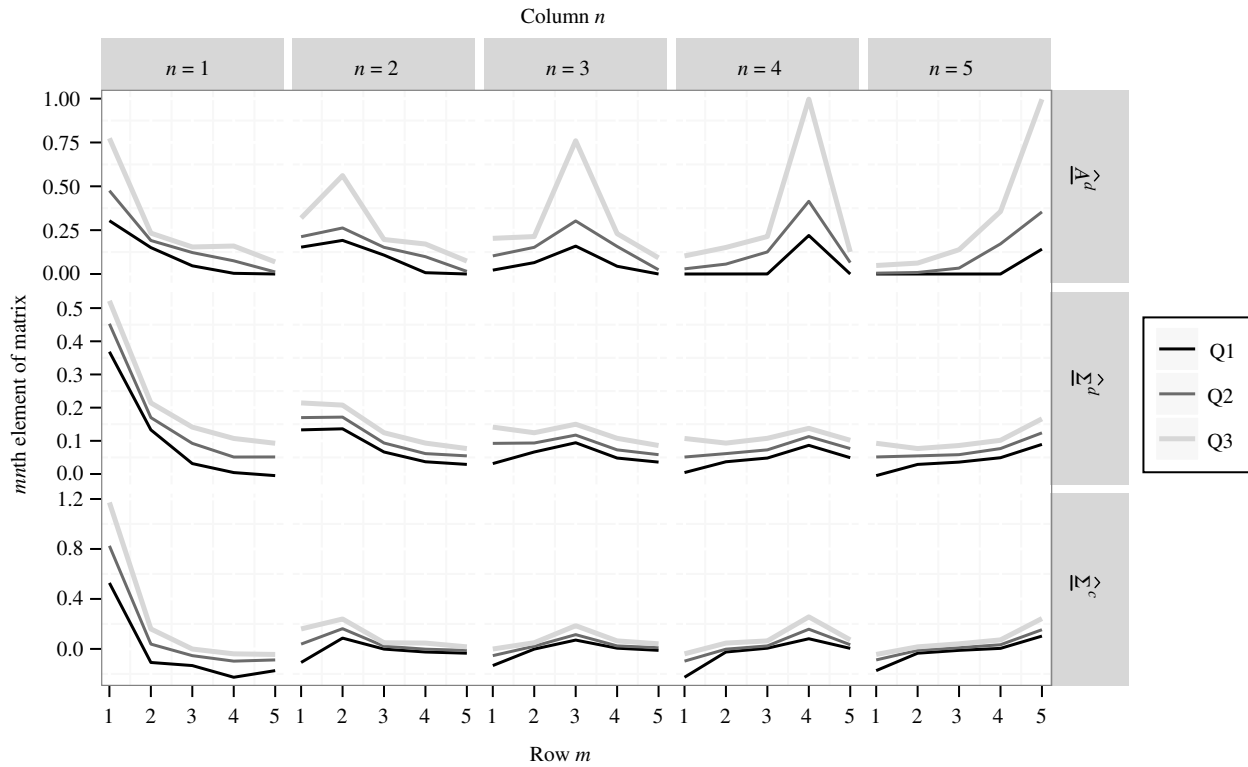 Column n
n = 1 n = 2 n = 3 n = 4 n = 5
1.00
0.75
0.50
0.25
0.00
Â^d
0.5
0.4
0.3
0.2
0.1
0.0
Σ̂^d
1.2
0.8
0.4
0.0
Σ̂^c
mnth element of matrix
1 2 3 4 5 1 2 3 4 5 1 2 3 4 5 1 2 3 4 5 1 2 3 4 5
Row m
Q1
Q2
Q3